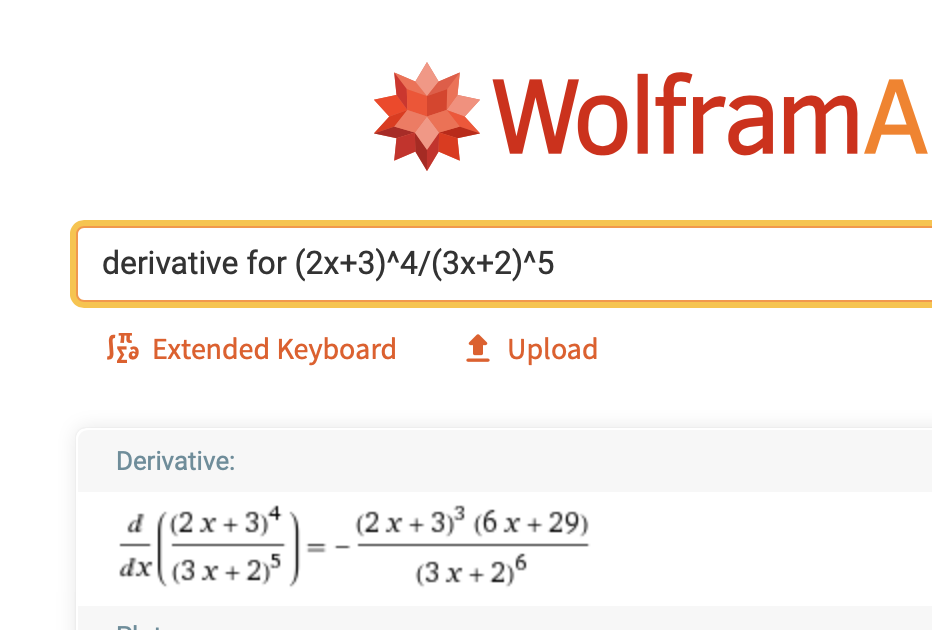 WolframA
derivative for (2x+3)^4/(3x+2)^5
∫π Σ∂ Extended Keyboard Upload
Derivative:
d/dx((2 x + 3)^4/(3 x + 2)^5) = -((2 x + 3)^3 (6 x + 29))/(3 x + 2)^6